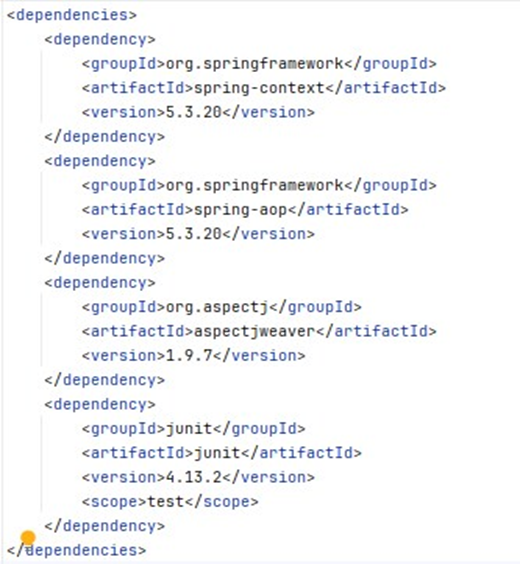 <dependencies>
    <dependency>
        <groupId>org.springframework</groupId>
        <artifactId>spring-context</artifactId>
        <version>5.3.20</version>
    </dependency>
    <dependency>
        <groupId>org.springframework</groupId>
        <artifactId>spring-aop</artifactId>
        <version>5.3.20</version>
    </dependency>
    <dependency>
        <groupId>org.aspectj</groupId>
        <artifactId>aspectjweaver</artifactId>
        <version>1.9.7</version>
    </dependency>
    <dependency>
        <groupId>junit</groupId>
        <artifactId>junit</artifactId>
        <version>4.13.2</version>
        <scope>test</scope>
    </dependency>
</dependencies>